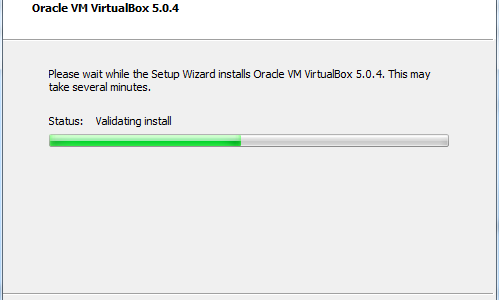 Oracle VM VirtualBox 5.0.4
Please wait while the Setup Wizard installs Oracle VM VirtualBox 5.0.4. This may
take several minutes.
Status: Validating install